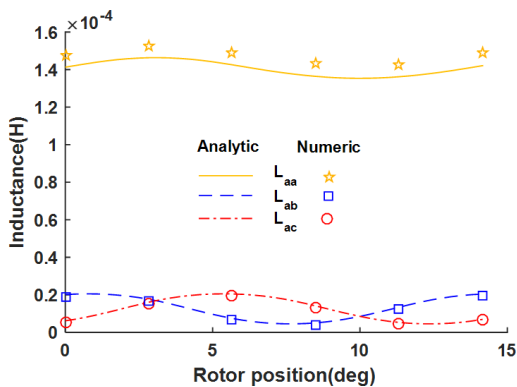 ×10⁻⁴
1.6
1.4
1.2
1
0.8
0.6
0.4
0.2
0
Inductance(H)
Analytic Numeric
L_aa
L_ab
L_ac
0 5 10 15
Rotor position(deg)